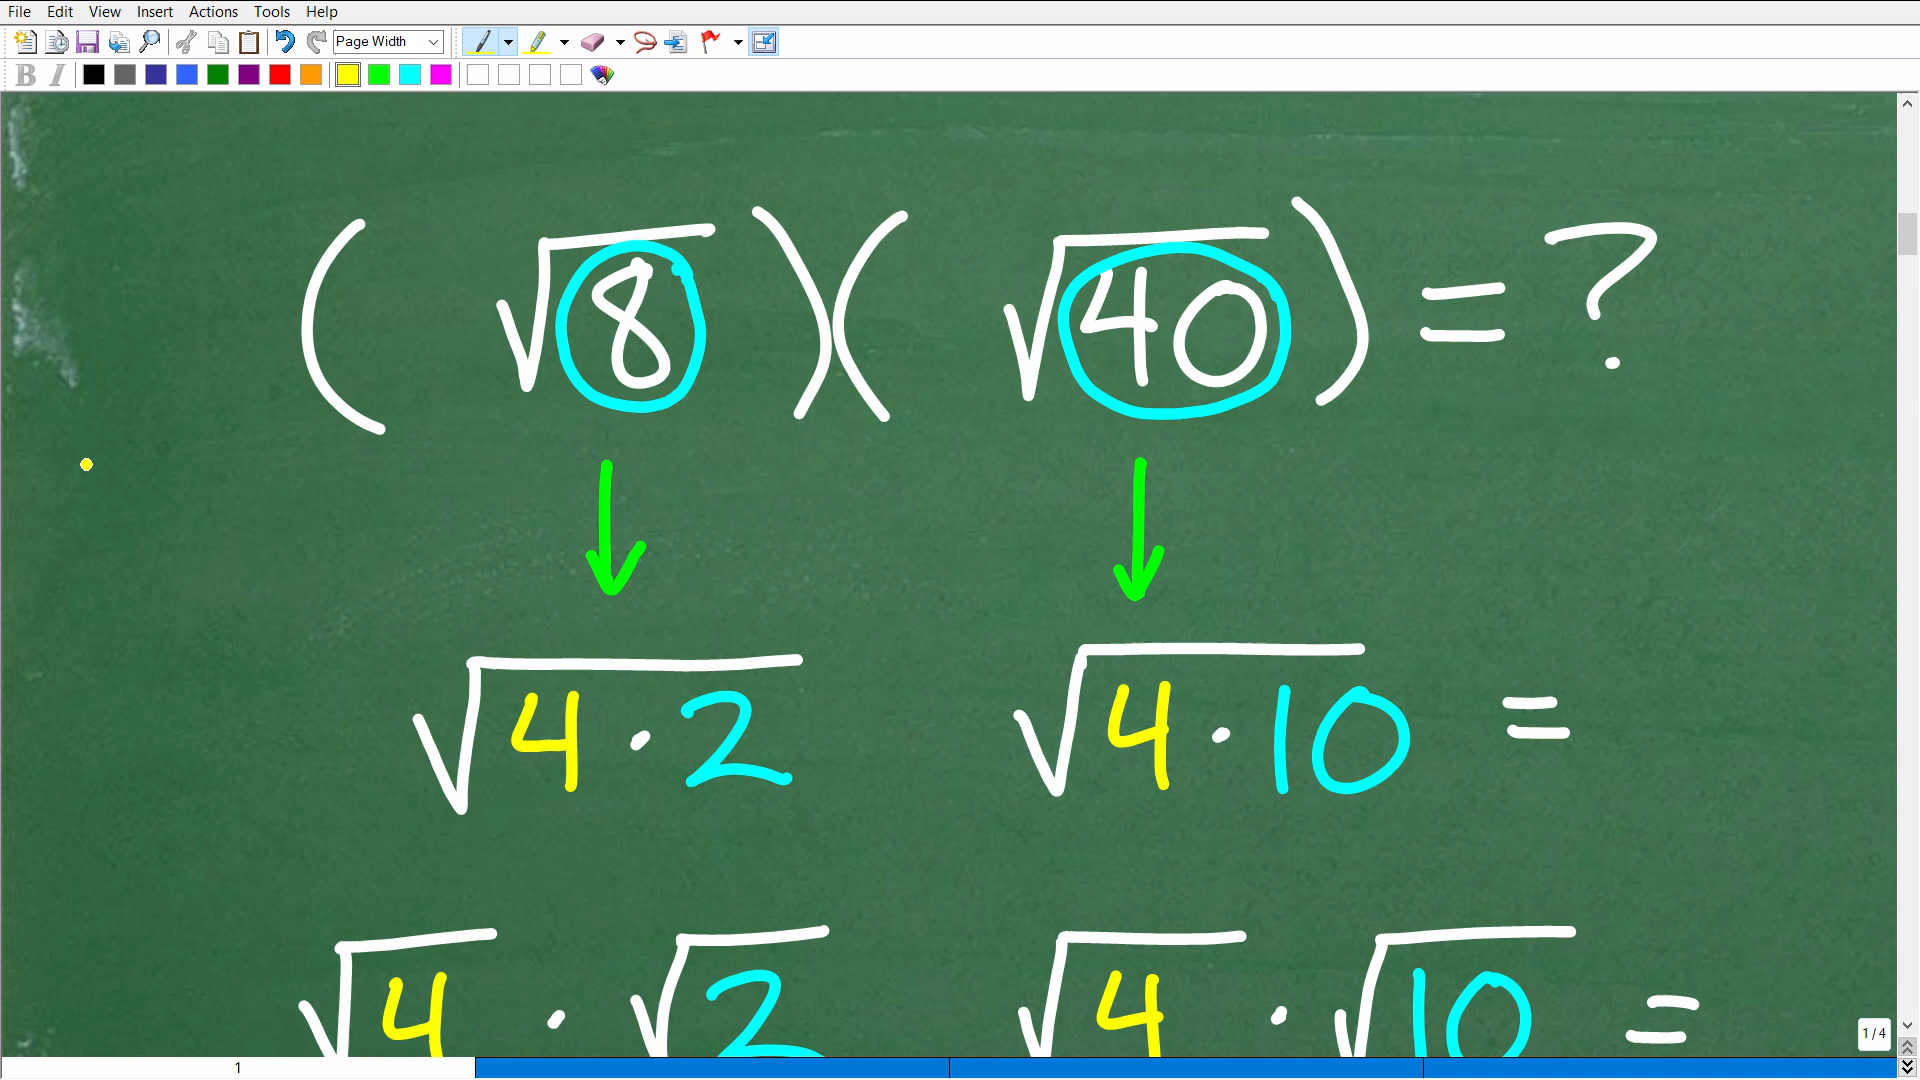 File Edit View Insert Actions Tools Help
Page Width
B I
(√8)(√40) = ?
√4·2 √4·10 =
√4 · √2 √4 · √10 =
1 / 4
1